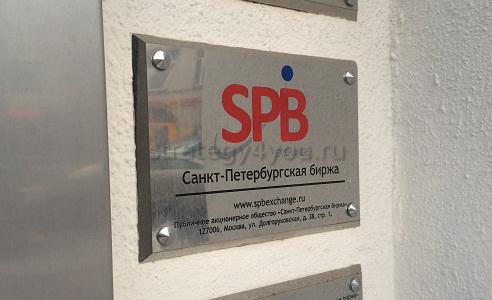 SPB
strategy4you.ru
Санкт-Петербургская биржа
www.spbexchange.ru
Публичное акционерное общество «Санкт-Петербургская биржа»
127006, Москва, ул. Долгоруковская, д. 38, стр. 1,